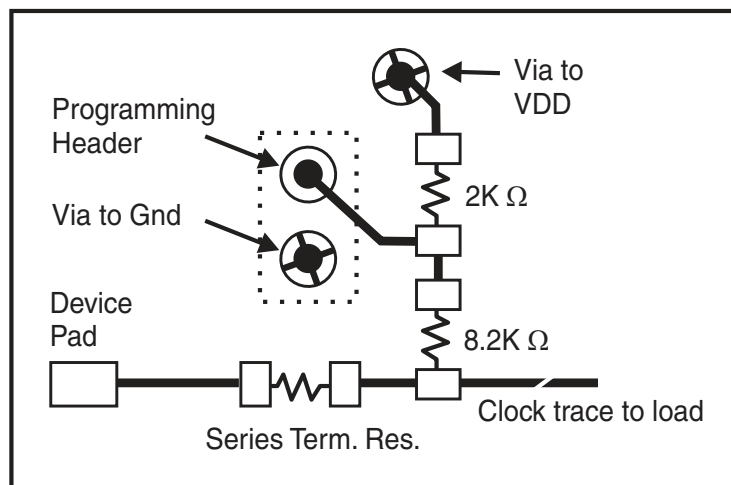 Via to
VDD
Programming
Header
2K Ω
Via to Gnd
Device
Pad
8.2K Ω
Clock trace to load
Series Term. Res.